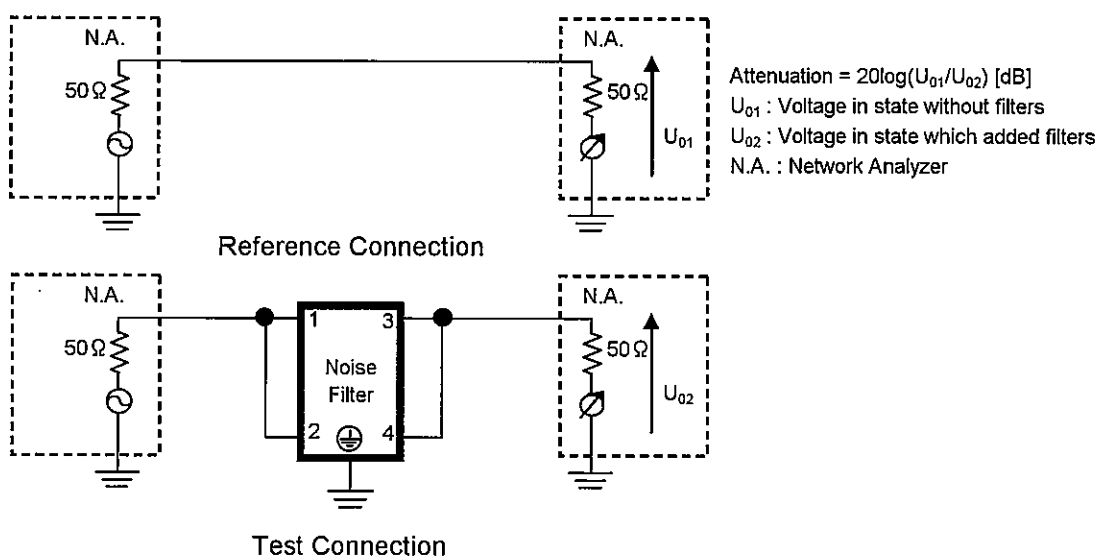 N.A.
50Ω
N.A.
50Ω
U01
Attenuation = 20log(U01/U02) [dB]
U01 : Voltage in state without filters
U02 : Voltage in state which added filters
N.A. : Network Analyzer
Reference Connection
N.A.
50Ω
1 3
Noise
Filter
2 4
N.A.
50Ω
U02
Test Connection